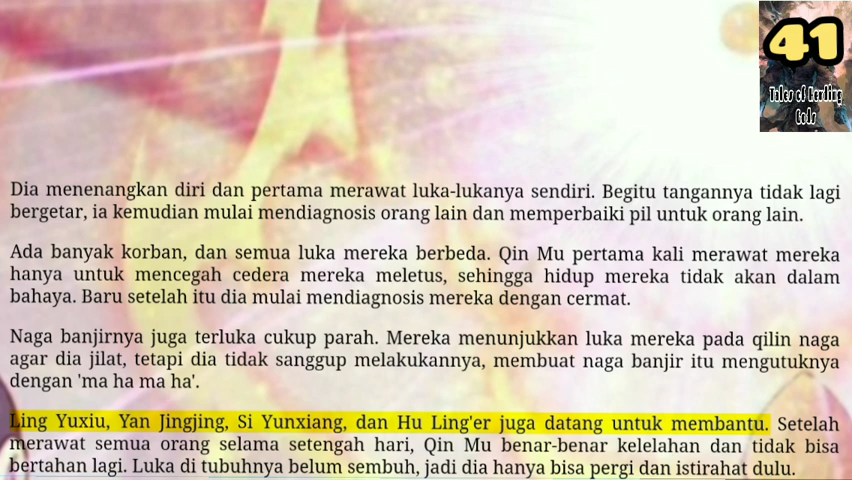 41
Tales of Herding
Gods
Dia menenangkan diri dan pertama merawat luka-lukanya sendiri. Begitu tangannya tidak lagi
bergetar, ia kemudian mulai mendiagnosis orang lain dan memperbaiki pil untuk orang lain.
Ada banyak korban, dan semua luka mereka berbeda. Qin Mu pertama kali merawat mereka
hanya untuk mencegah cedera mereka meletus, sehingga hidup mereka tidak akan dalam
bahaya. Baru setelah itu dia mulai mendiagnosis mereka dengan cermat.
Naga banjirnya juga terluka cukup parah. Mereka menunjukkan luka mereka pada qilin naga
agar dia jilat, tetapi dia tidak sanggup melakukannya, membuat naga banjir itu mengutuknya
dengan 'ma ha ma ha'.
Ling Yuxiu, Yan Jingjing, Si Yunxiang, dan Hu Ling'er juga datang untuk membantu. Setelah
merawat semua orang selama setengah hari, Qin Mu benar-benar kelelahan dan tidak bisa
bertahan lagi. Luka di tubuhnya belum sembuh, jadi dia hanya bisa pergi dan istirahat dulu.